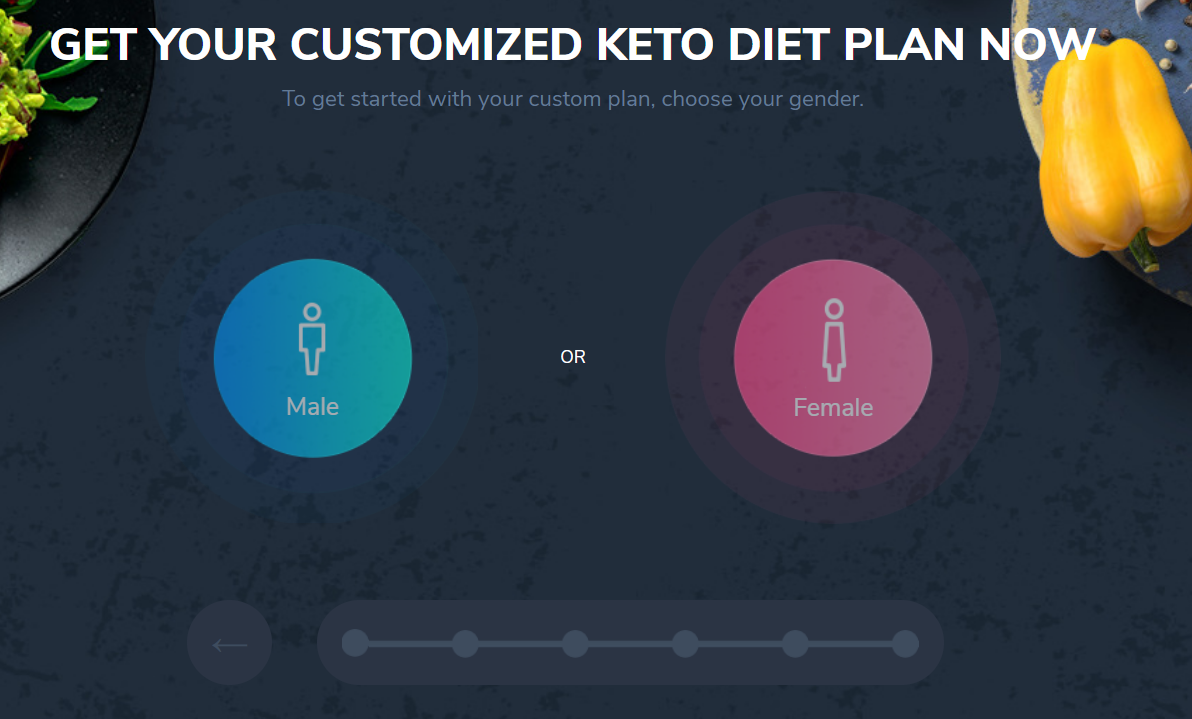 GET YOUR CUSTOMIZED KETO DIET PLAN NOW
To get started with your custom plan, choose your gender.
Male
OR
Female